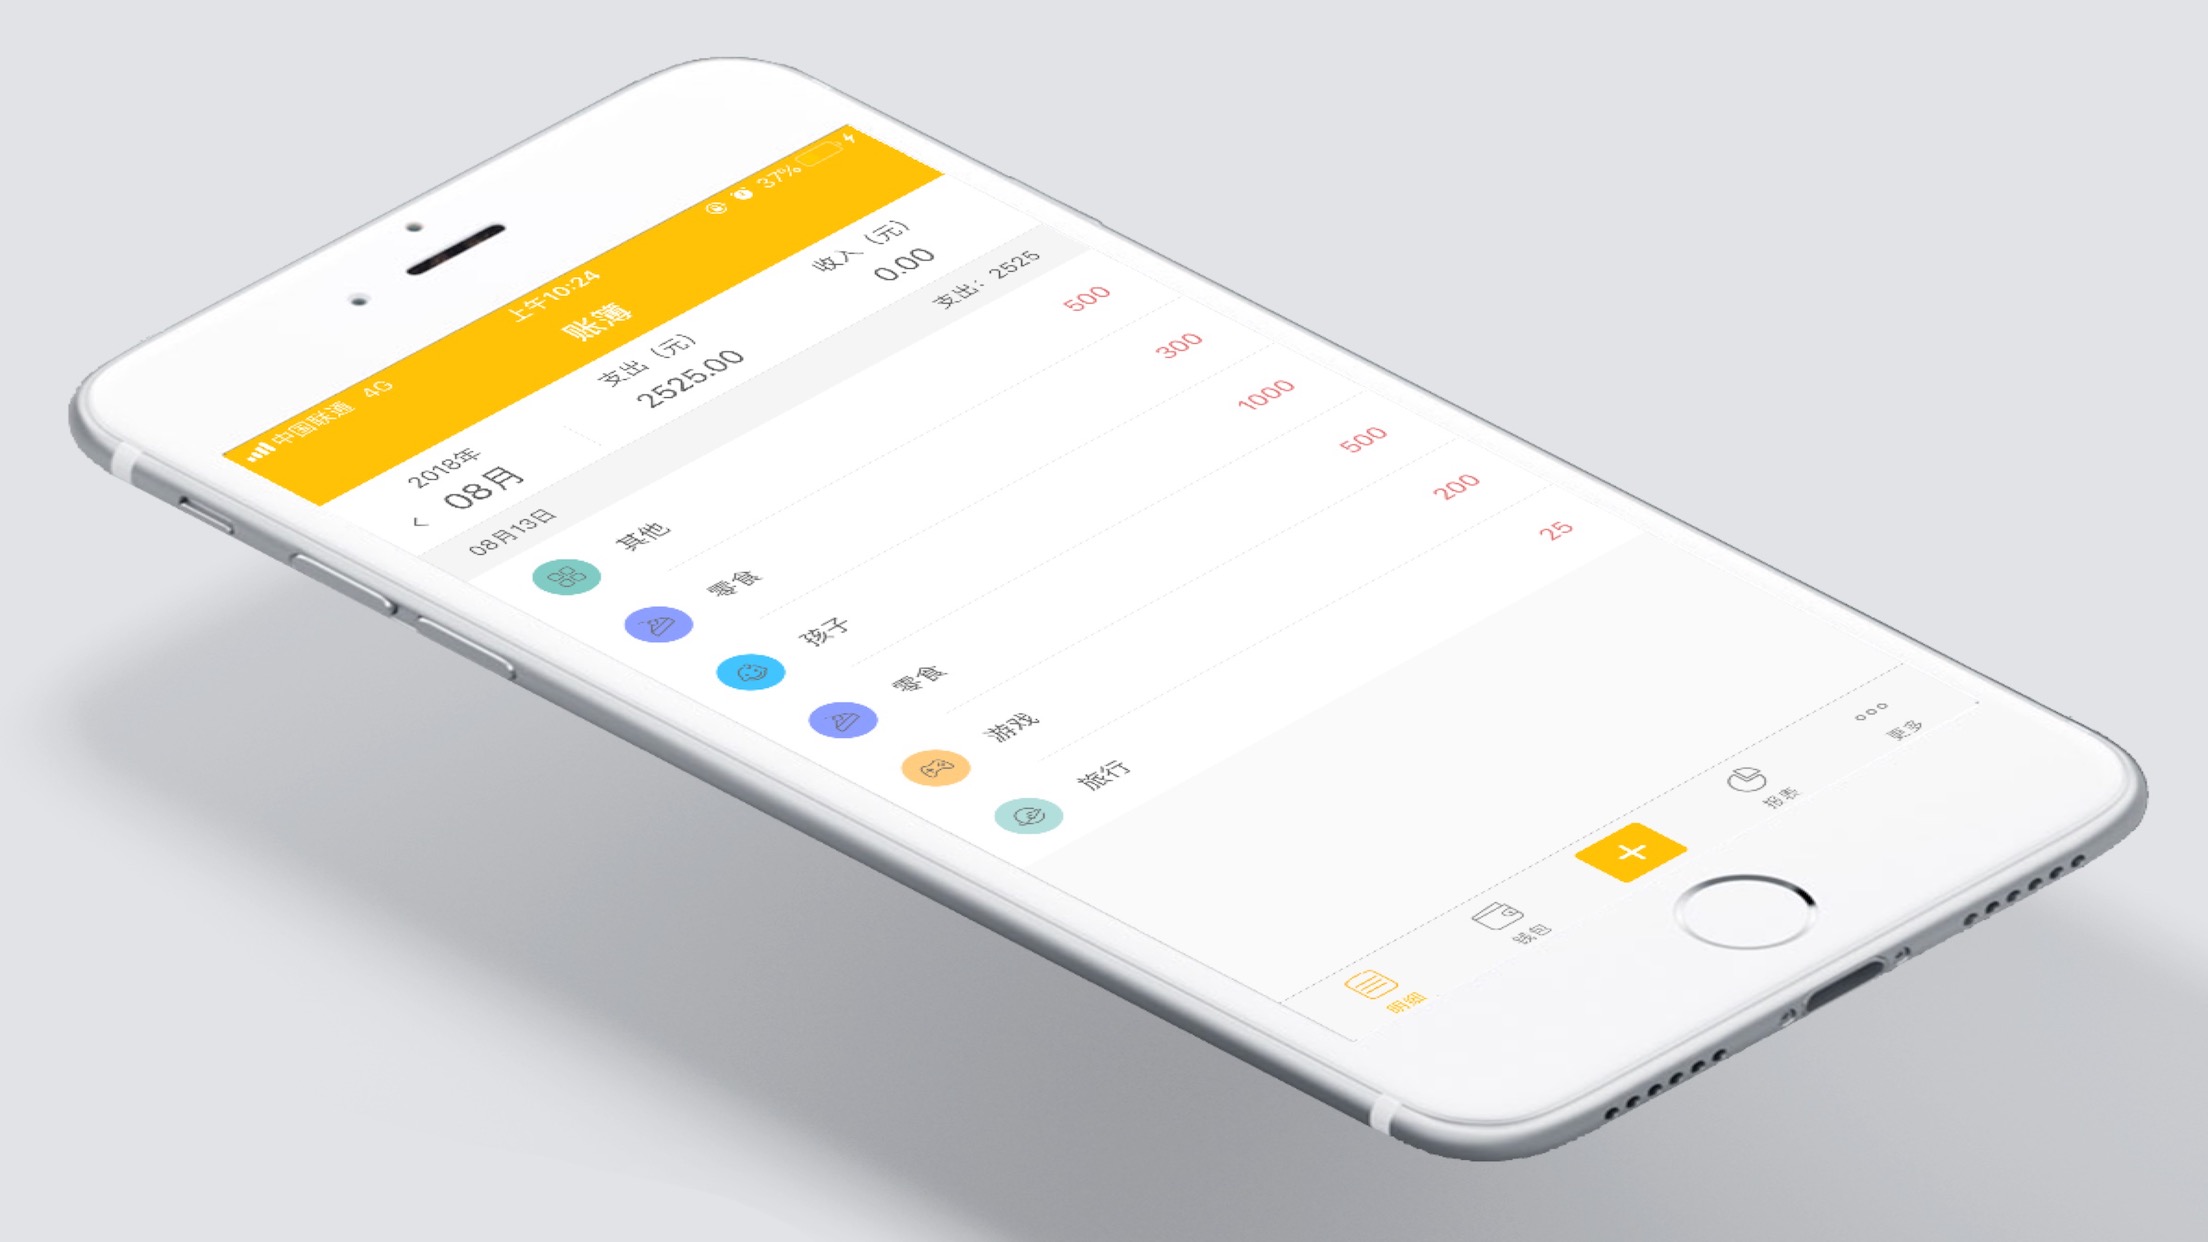 中国联通 4G 上午10:24 37%
账簿
2018年 支出（元） 收入（元）
08月 2525.00 0.00
08月13日 支出：2525
其他 500
零食 300
孩子 1000
零食 500
游戏 200
旅行 25
明细 钱包 报表 更多